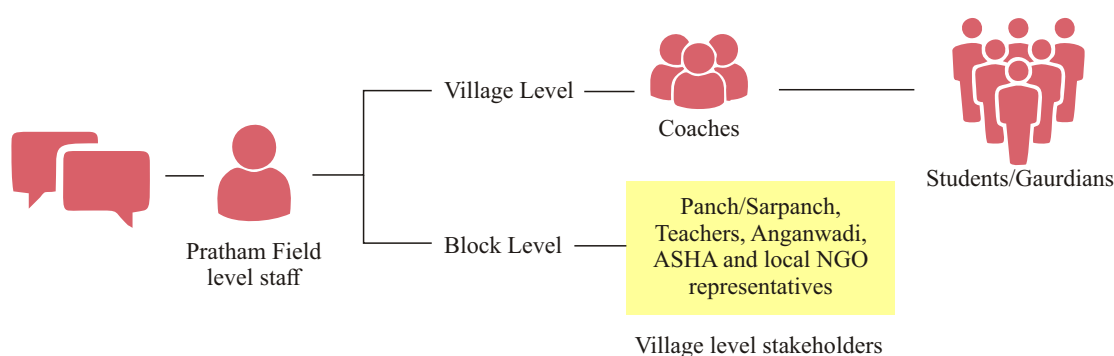 Village Level
Coaches
Students/Gaurdians
Pratham Field
level staff
Block Level
Panch/Sarpanch,
Teachers, Anganwadi,
ASHA and local NGO
representatives
Village level stakeholders